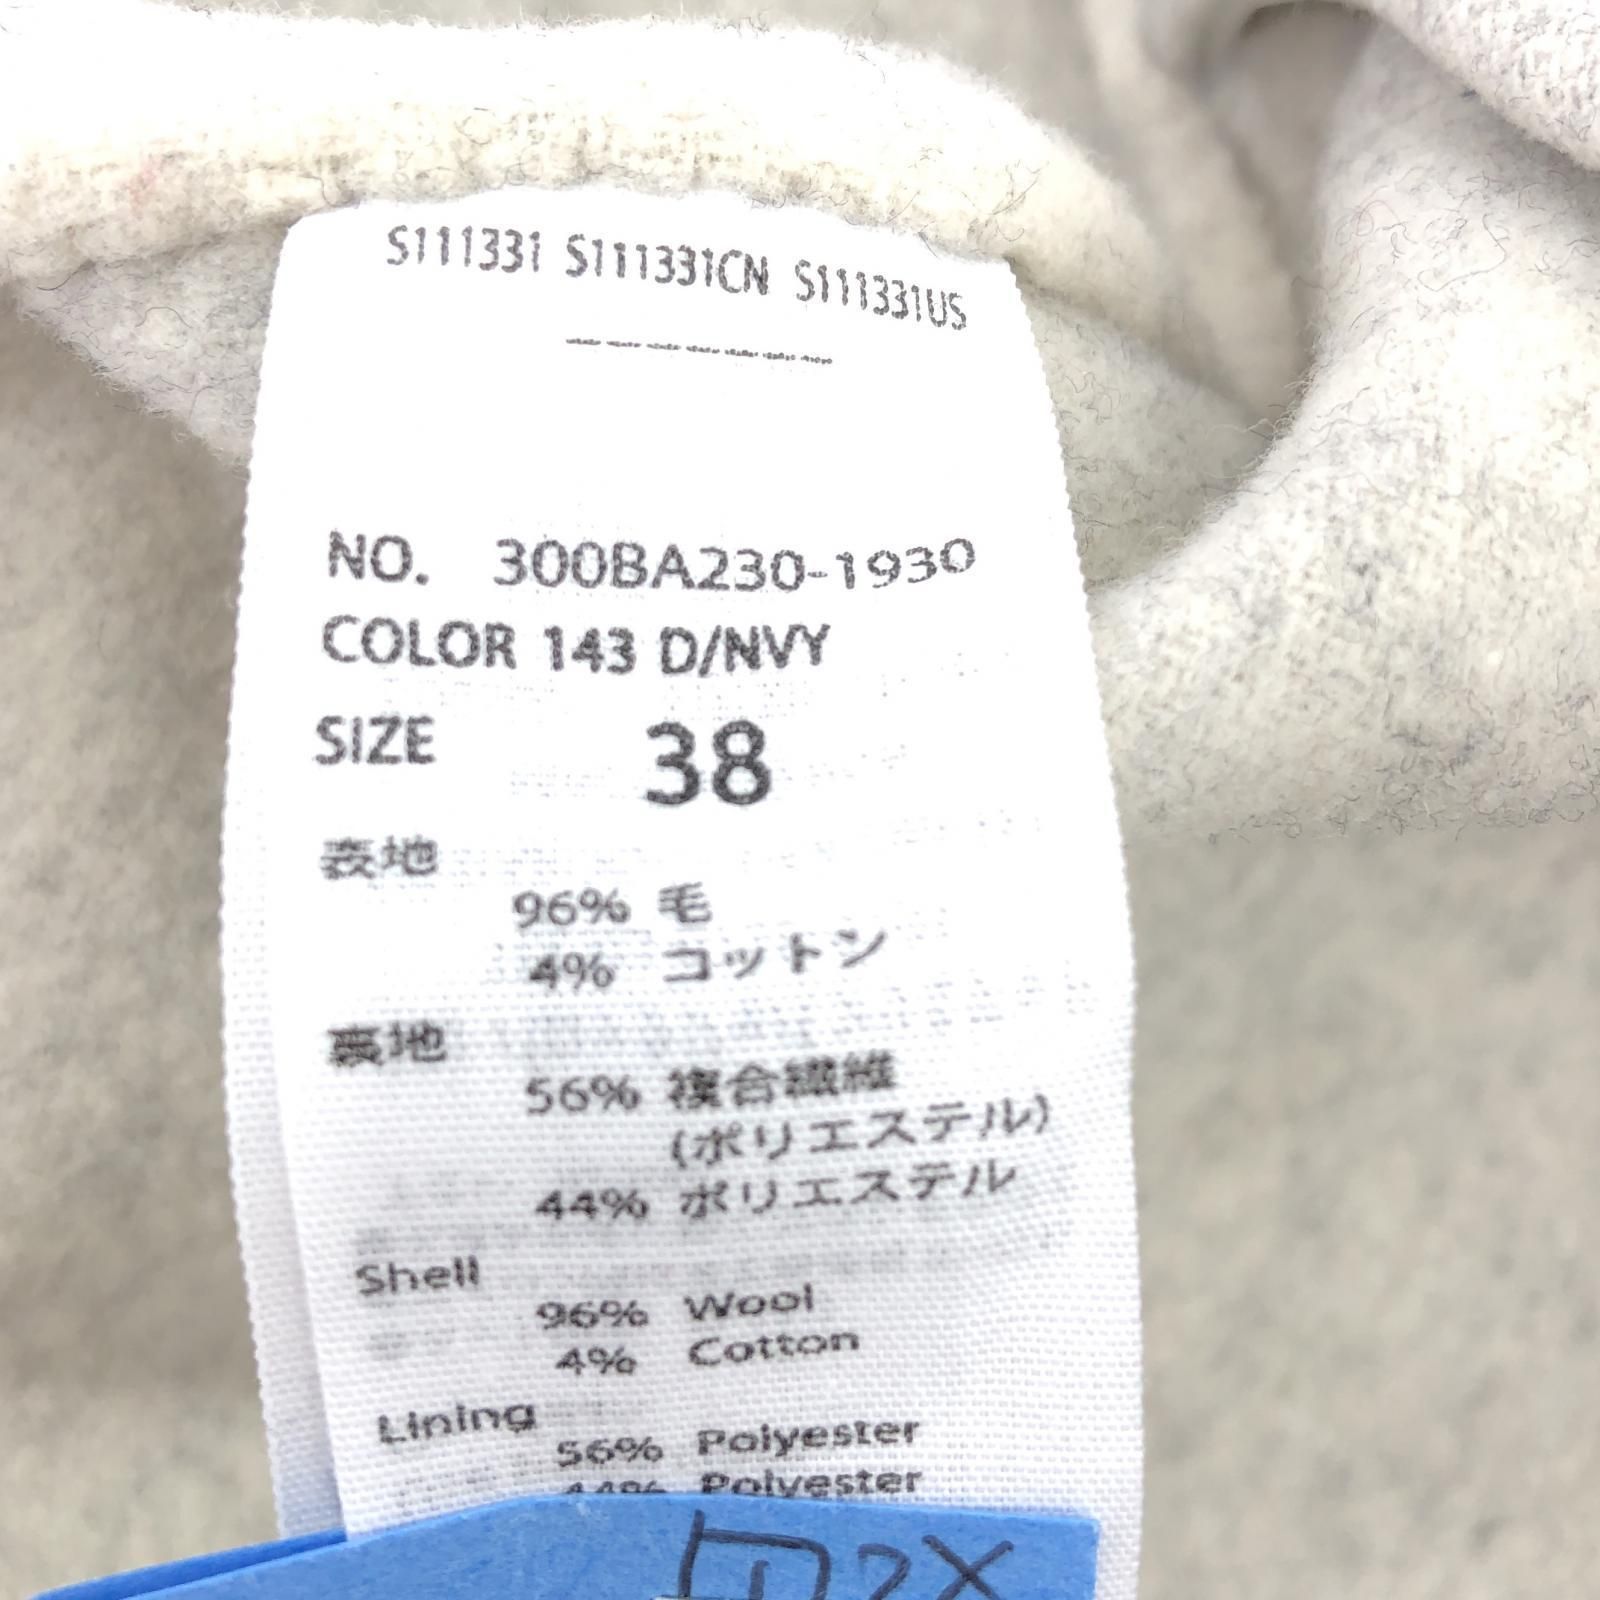 S111331 S111331CN S111331US
NO. 300BA230-1930
COLOR 143 D/NVY
SIZE 38
表地
96% 毛
4% コットン
裏地
56% 複合繊維
(ポリエステル)
44% ポリエステル
Shell
96% Wool
4% Cotton
Lining
56% Polyester
44% Polyester